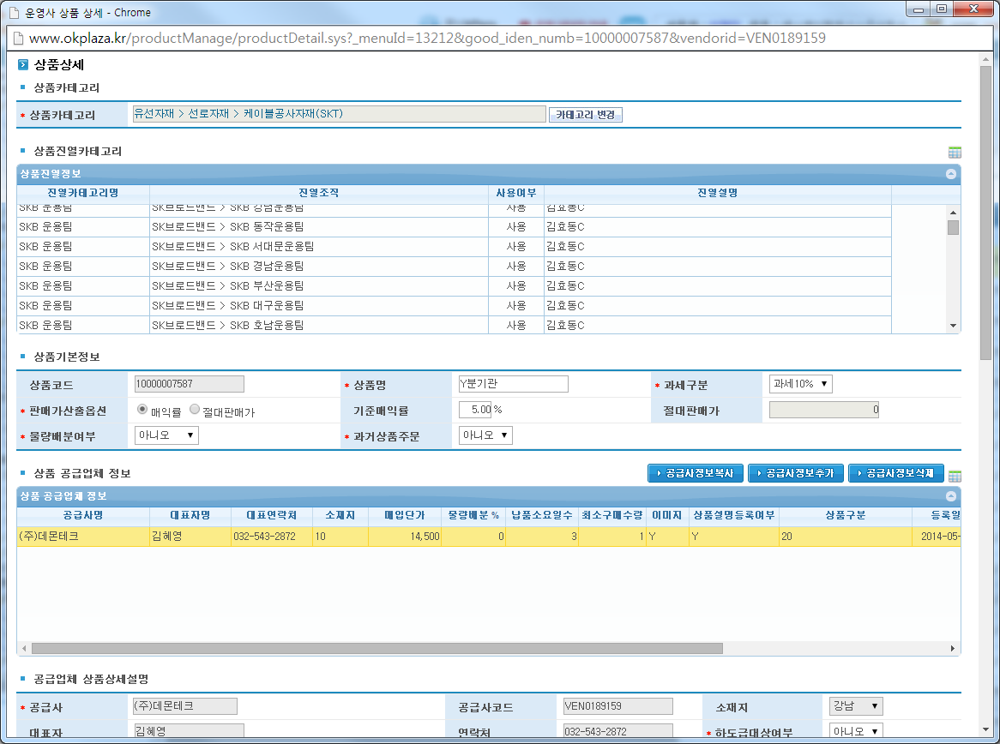 운영사 상품 상세 - Chrome
www.okplaza.kr/productManage/productDetail.sys?_menuId=13212&good_iden_numb=10000007587&vendorid=VEN0189159
상품상세
상품카테고리
* 상품카테고리 유선자재 > 선로자재 > 케이블공사자재(SKT) 카테고리 변경
상품진열카테고리
상품진열정보
진열카테고리명 진열조직 사용여부 진열설명
SKB 운용팀 SK브로드밴드 > SKB 강남운용팀 사용 김효동C
SKB 운용팀 SK브로드밴드 > SKB 동작운용팀 사용 김효동C
SKB 운용팀 SK브로드밴드 > SKB 서대문운용팀 사용 김효동C
SKB 운용팀 SK브로드밴드 > SKB 경남운용팀 사용 김효동C
SKB 운용팀 SK브로드밴드 > SKB 부산운용팀 사용 김효동C
SKB 운용팀 SK브로드밴드 > SKB 대구운용팀 사용 김효동C
SKB 운용팀 SK브로드밴드 > SKB 호남운용팀 사용 김효동C
상품기본정보
상품코드 10000007587 * 상품명 Y분기관 * 과세구분 과세10%
* 판매가산출옵션 매익률 절대판매가 기준매익률 5.00 % 절대판매가 0
* 물량배분여부 아니오 * 과거상품주문 아니오
상품 공급업체 정보 공급사정보복사 공급사정보추가 공급사정보삭제
상품 공급업체 정보
공급사명 대표자명 대표연락처 소재지 매입단가 물량배분 % 납품소요일수 최소구매수량 이미지 상품설명등록여부 상품구분 등록일
(주)데몬테크 김혜영 032-543-2872 10 14,500 0 3 1 Y Y 20 2014-05-
공급업체 상품상세설명
* 공급사 (주)데몬테크 공급사코드 VEN0189159 소재지 강남
대표자 김혜영 연락처 032-543-2872 * 하도급대상여부 아니오